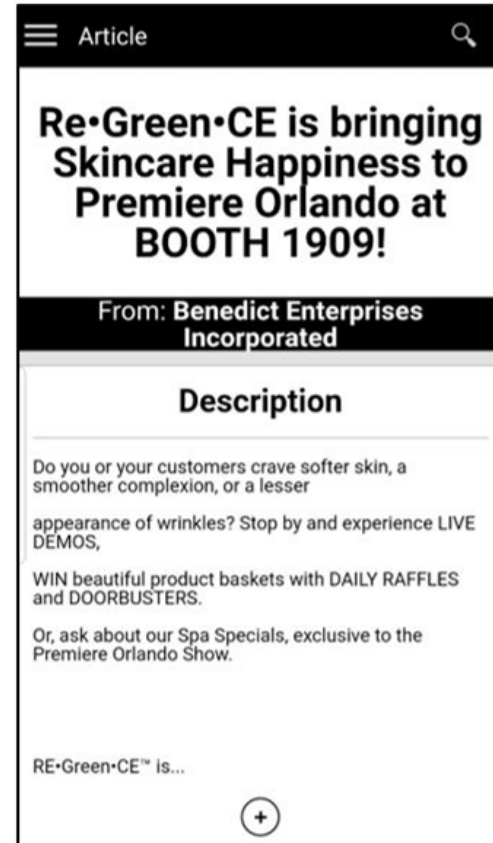 Article
Re•Green•CE is bringing
Skincare Happiness to
Premiere Orlando at
BOOTH 1909!
From: Benedict Enterprises
Incorporated
Description
Do you or your customers crave softer skin, a
smoother complexion, or a lesser
appearance of wrinkles? Stop by and experience LIVE
DEMOS,
WIN beautiful product baskets with DAILY RAFFLES
and DOORBUSTERS.
Or, ask about our Spa Specials, exclusive to the
Premiere Orlando Show.
RE•Green•CE™ is...